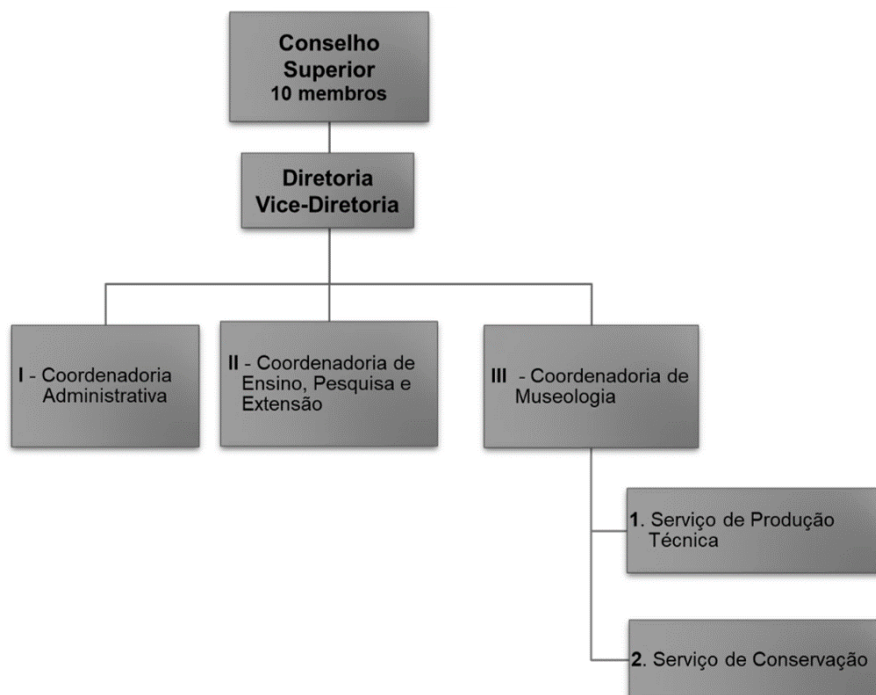 Conselho
Superior
10 membros
Diretoria
Vice-Diretoria
I - Coordenadoria
Administrativa
II - Coordenadoria de
Ensino, Pesquisa e
Extensão
III - Coordenadoria de
Museologia
1. Serviço de Produção
Técnica
2. Serviço de Conservação